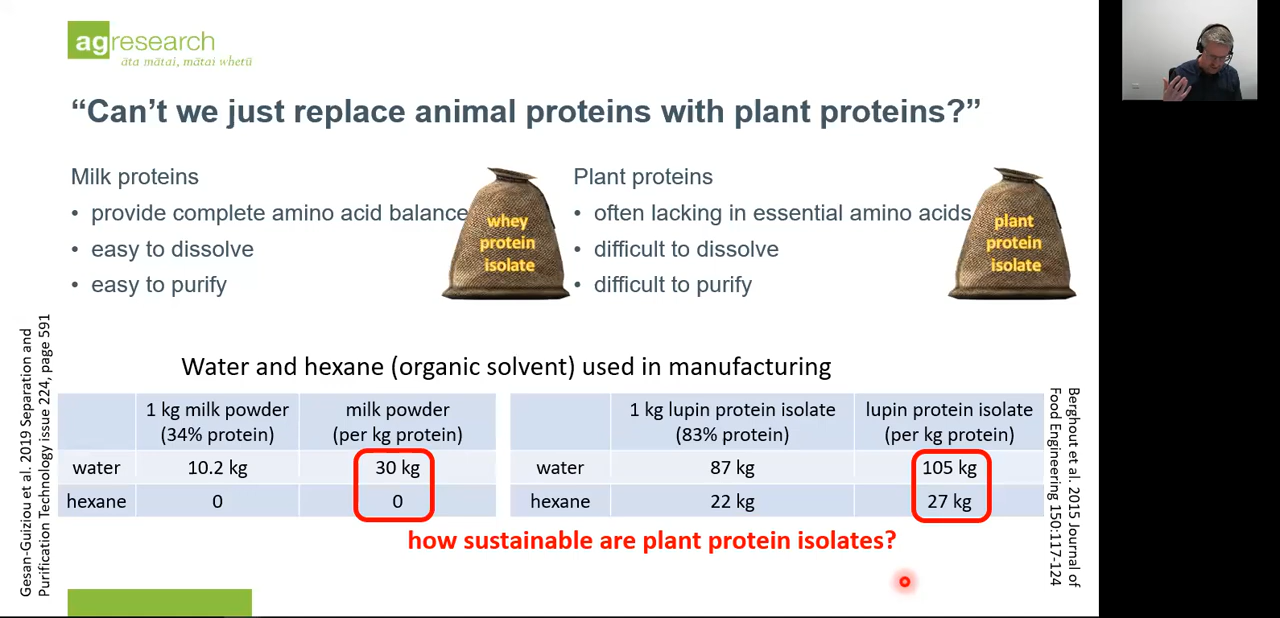 agresearch
āta mātai, mātai whetū
“Can’t we just replace animal proteins with plant proteins?”
Milk proteins
• provide complete amino acid balance
• easy to dissolve
• easy to purify
whey
protein
isolate
Plant proteins
• often lacking in essential amino acids
• difficult to dissolve
• difficult to purify
plant
protein
isolate
Water and hexane (organic solvent) used in manufacturing
1 kg milk powder (34% protein) milk powder (per kg protein)
water 10.2 kg 30 kg
hexane 0 0
1 kg lupin protein isolate (83% protein) lupin protein isolate (per kg protein)
water 87 kg 105 kg
hexane 22 kg 27 kg
how sustainable are plant protein isolates?
Gesan-Guiziou et al. 2019 Separation and
Purification Technology issue 224, page 591
Berghout et al. 2015 Journal of
Food Engineering 150:117-124